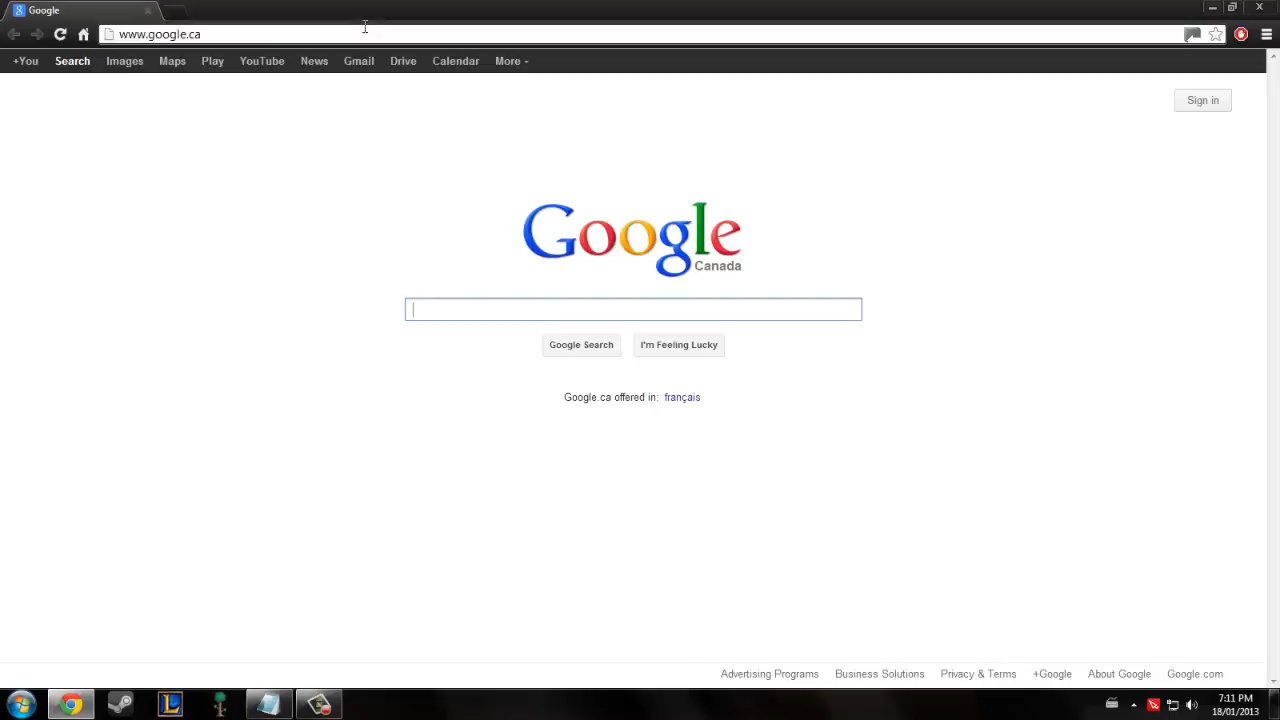 Google
www.google.ca
+You Search Images Maps Play YouTube News Gmail Drive Calendar More
Sign in
Google
Canada
Google Search I'm Feeling Lucky
Google.ca offered in: français
Advertising Programs Business Solutions Privacy & Terms +Google About Google Google.com
7:11 PM
18/01/2013